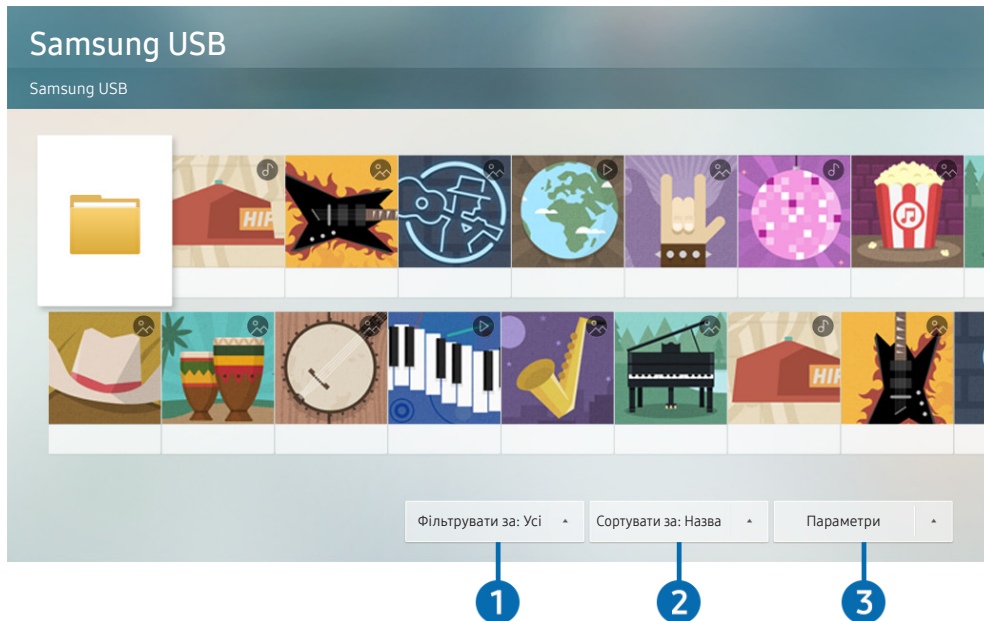 Samsung USB
Samsung USB
HIP
HIP
Фільтрувати за: Усі
Сортувати за: Назва
Параметри
1
2
3